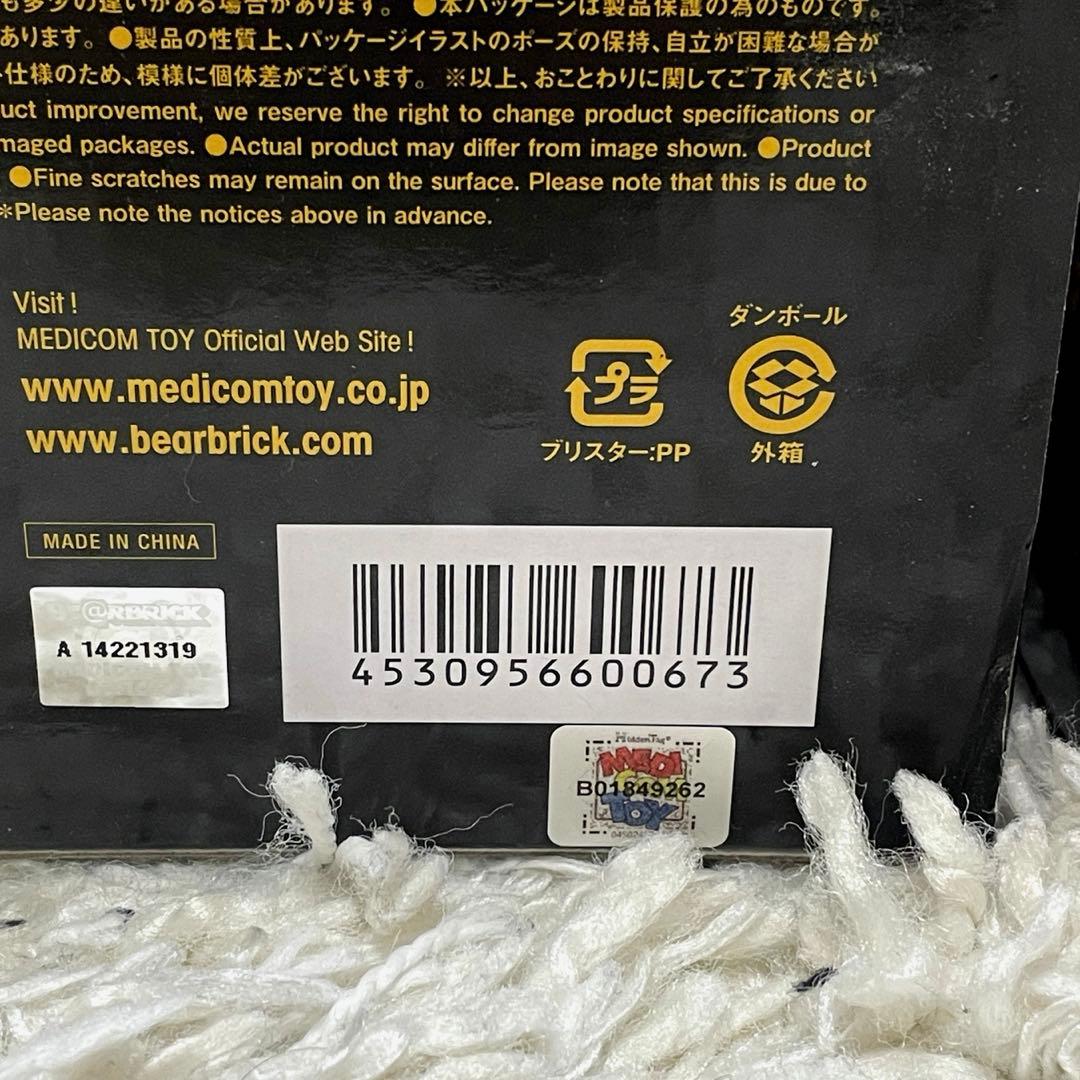 も多少の違いがある場合があります。 ●本パッケージは製品保護の為のものです。
あります。 ●製品の性質上、パッケージイラストのポーズの保持、自立が困難な場合が
仕様のため、模様に個体差がございます。 ※以上、おことわりに関してご了承ください
uct improvement, we reserve the right to change product specifications or
maged packages. ●Actual product may differ from image shown. ●Product
●Fine scratches may remain on the surface. Please note that this is due to
*Please note the notices above in advance.
Visit !
MEDICOM TOY Official Web Site !
www.medicomtoy.co.jp
www.bearbrick.com
ダンボール
プラ
ブリスター:PP
外箱
MADE IN CHINA
@RBRICK
A 14221319
4530956600673
MEDI
B01849262
TOY